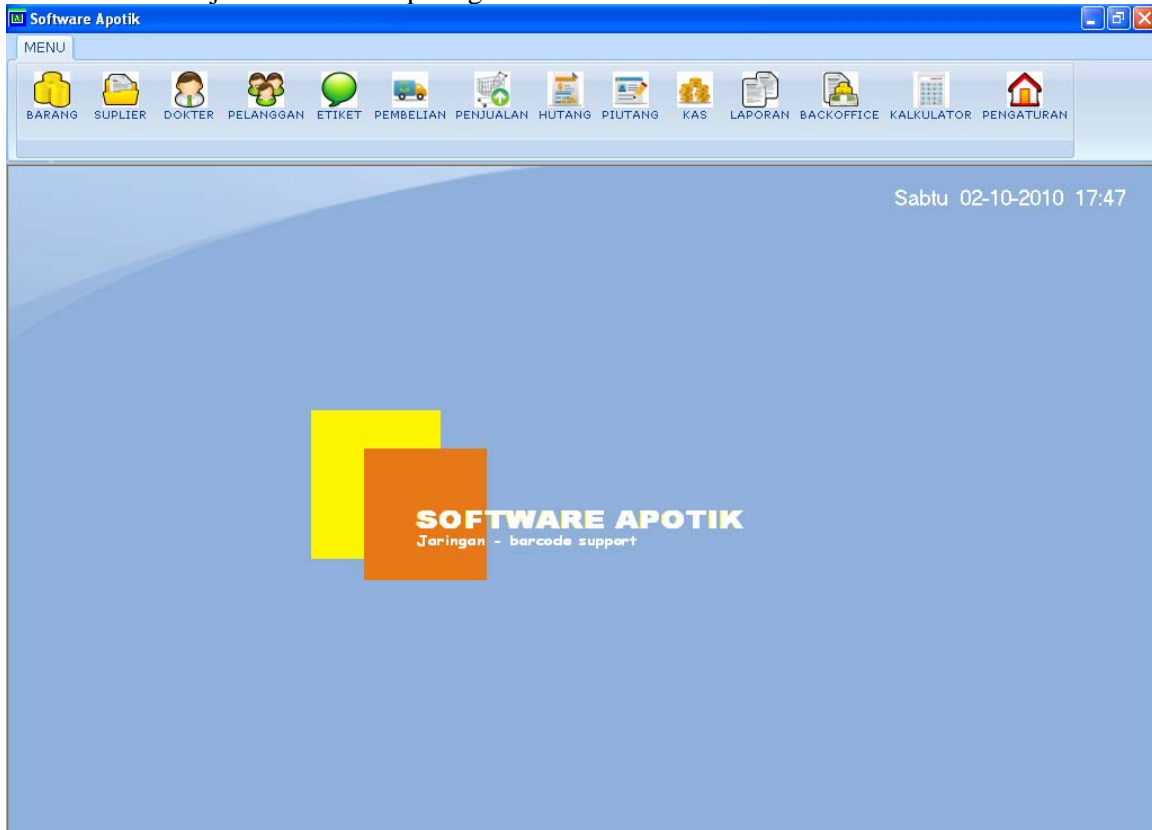 Software Apotik
MENU
BARANG SUPLIER DOKTER PELANGGAN ETIKET PEMBELIAN PENJUALAN HUTANG PIUTANG KAS LAPORAN BACKOFFICE KALKULATOR PENGATURAN
Sabtu 02-10-2010 17:47
SOFTWARE APOTIK
Jaringan - barcode support